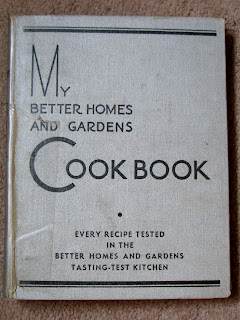 My
BETTER HOMES
AND GARDENS
COOK BOOK
•
EVERY RECIPE TESTED
IN THE
BETTER HOMES AND GARDENS
TASTING-TEST KITCHEN